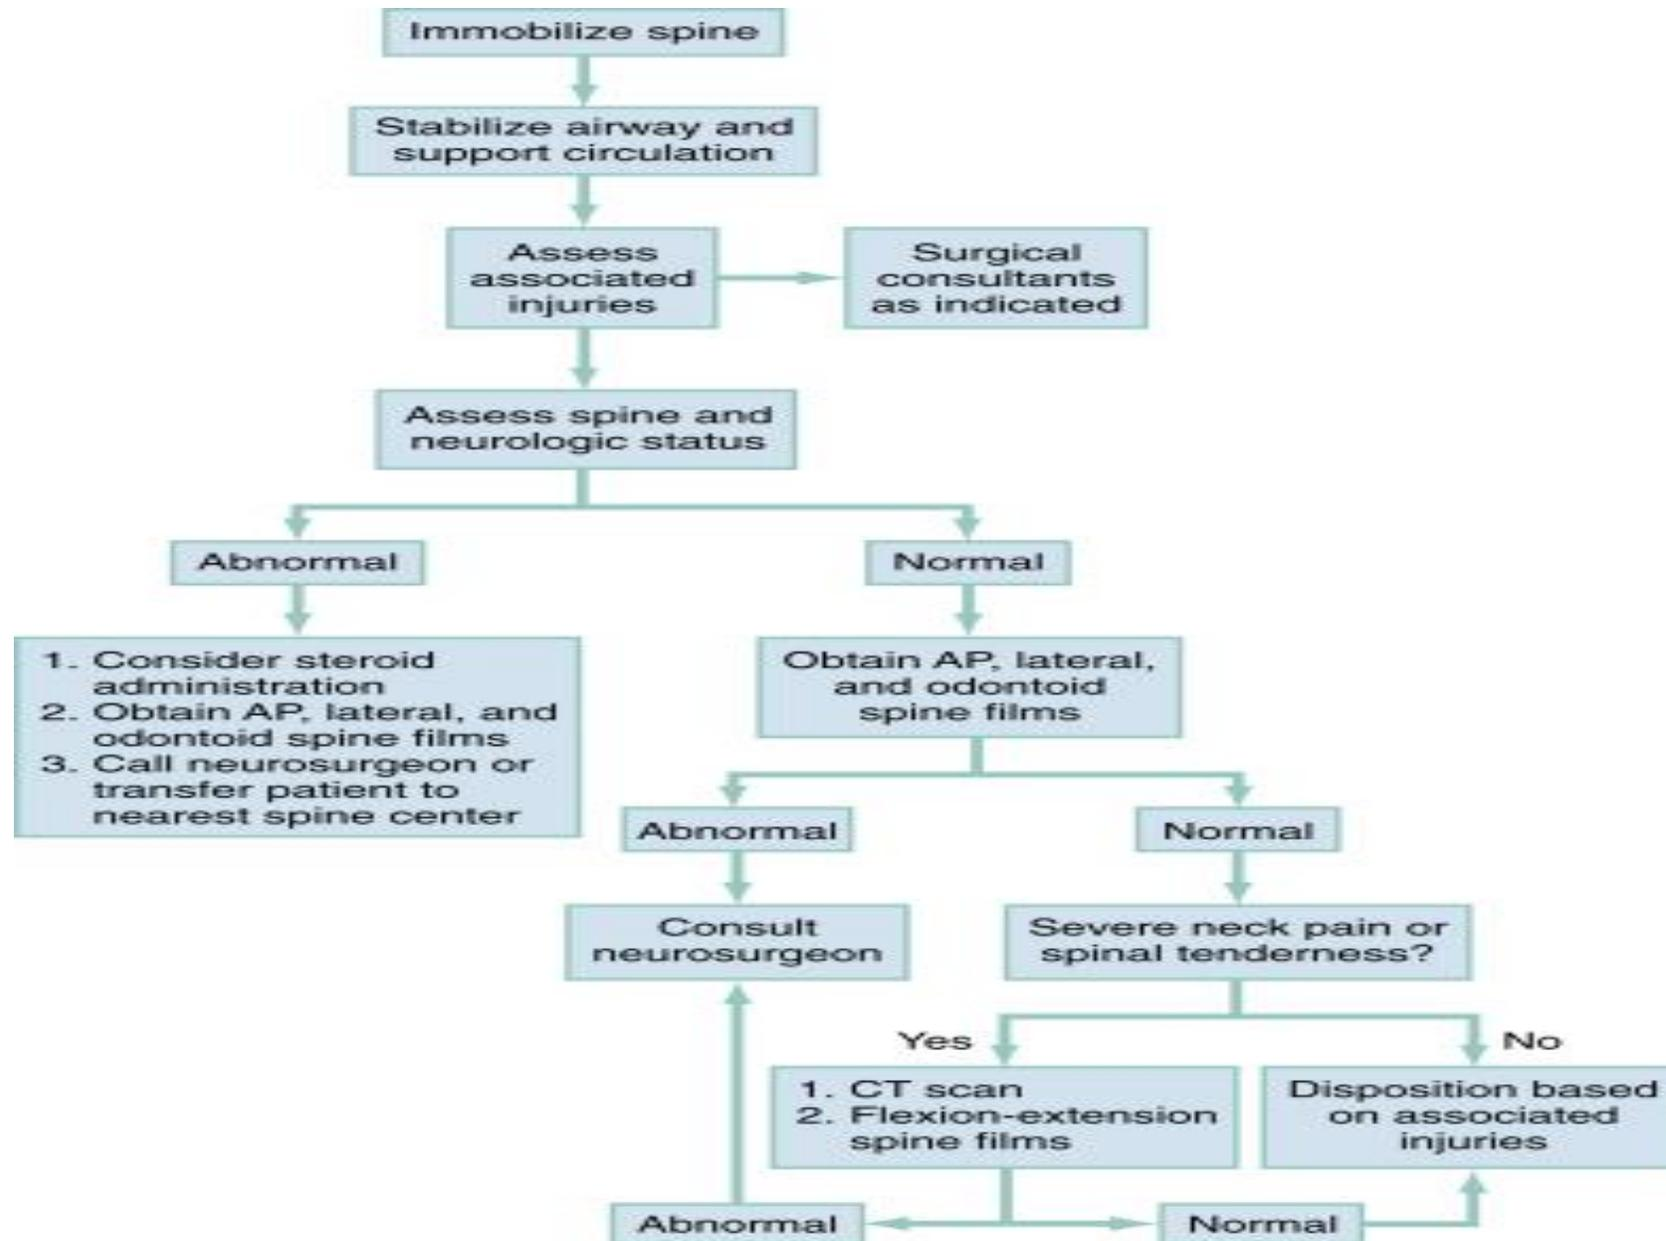 Immobilize spine
Stabilize airway and
support circulation
Assess
associated
injuries
Surgical
consultants
as indicated
Assess spine and
neurologic status
Abnormal
Normal
1. Consider steroid
administration
2. Obtain AP, lateral, and
odontoid spine films
3. Call neurosurgeon or
transfer patient to
nearest spine center
Obtain AP, lateral,
and odontoid
spine films
Abnormal
Normal
Consult
neurosurgeon
Severe neck pain or
spinal tenderness?
Yes
No
1. CT scan
2. Flexion-extension
spine films
Disposition based
on associated
injuries
Abnormal
Normal